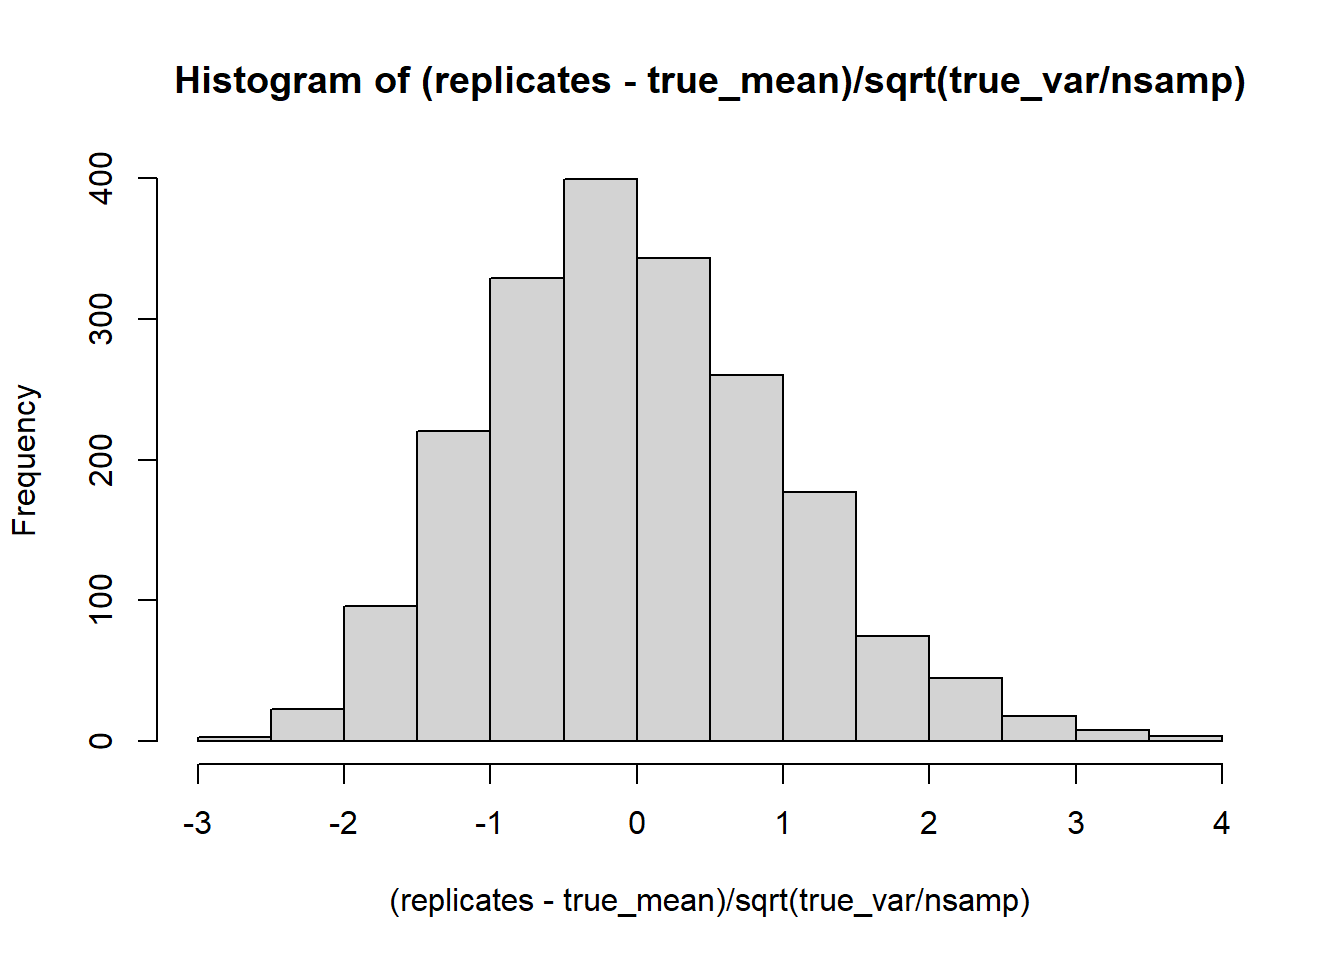 Histogram of (replicates - true_mean)/sqrt(true_var/nsamp)
400
300
200
100
0
Frequency
-3 -2 -1 0 1 2 3 4
(replicates - true_mean)/sqrt(true_var/nsamp)